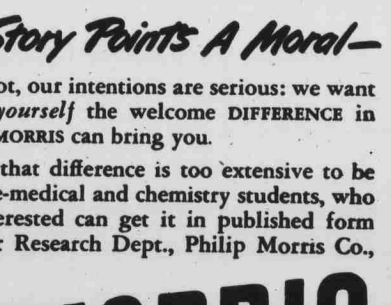 Story Points A Moral—
ot, our intentions are serious: we want
yourself the welcome DIFFERENCE in
MORRIS can bring you.
that difference is too extensive to be
e-medical and chemistry students, who
erested can get it in published form
r Research Dept., Philip Morris Co.,
MORRIS